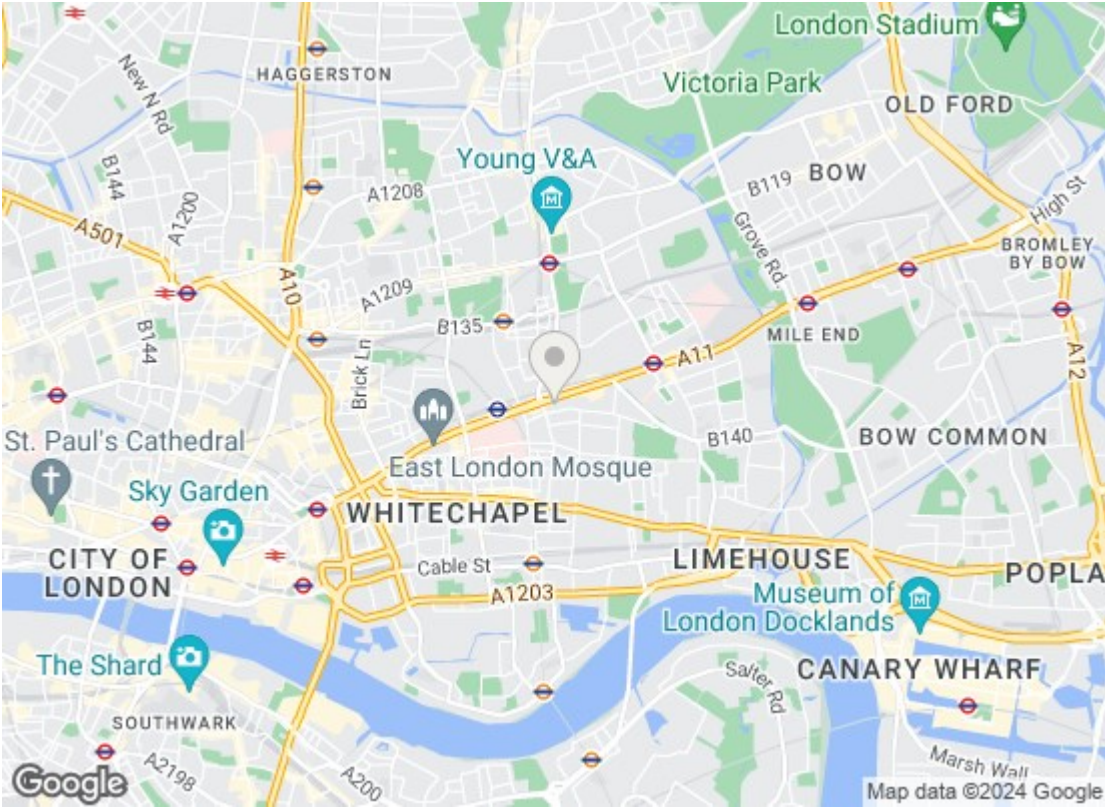 London Stadium
HAGGERSTON
New N Rd
Victoria Park
OLD FORD
B144
A1200
A1208
Young V&A
B119
BOW
High St
A501
Grove Rd
BROMLEY
BY BOW
A10
A1209
B144
B135
MILE END
Brick Ln
A11
A12
St. Paul's Cathedral
B140
BOW COMMON
East London Mosque
Sky Garden
WHITECHAPEL
CITY OF
LONDON
Cable St
LIMEHOUSE
POPLA
A1203
Museum of
London Docklands
The Shard
CANARY WHARF
Salter Rd
SOUTHWARK
A2198
A200
Marsh Wall
Google
Map data ©2024 Google